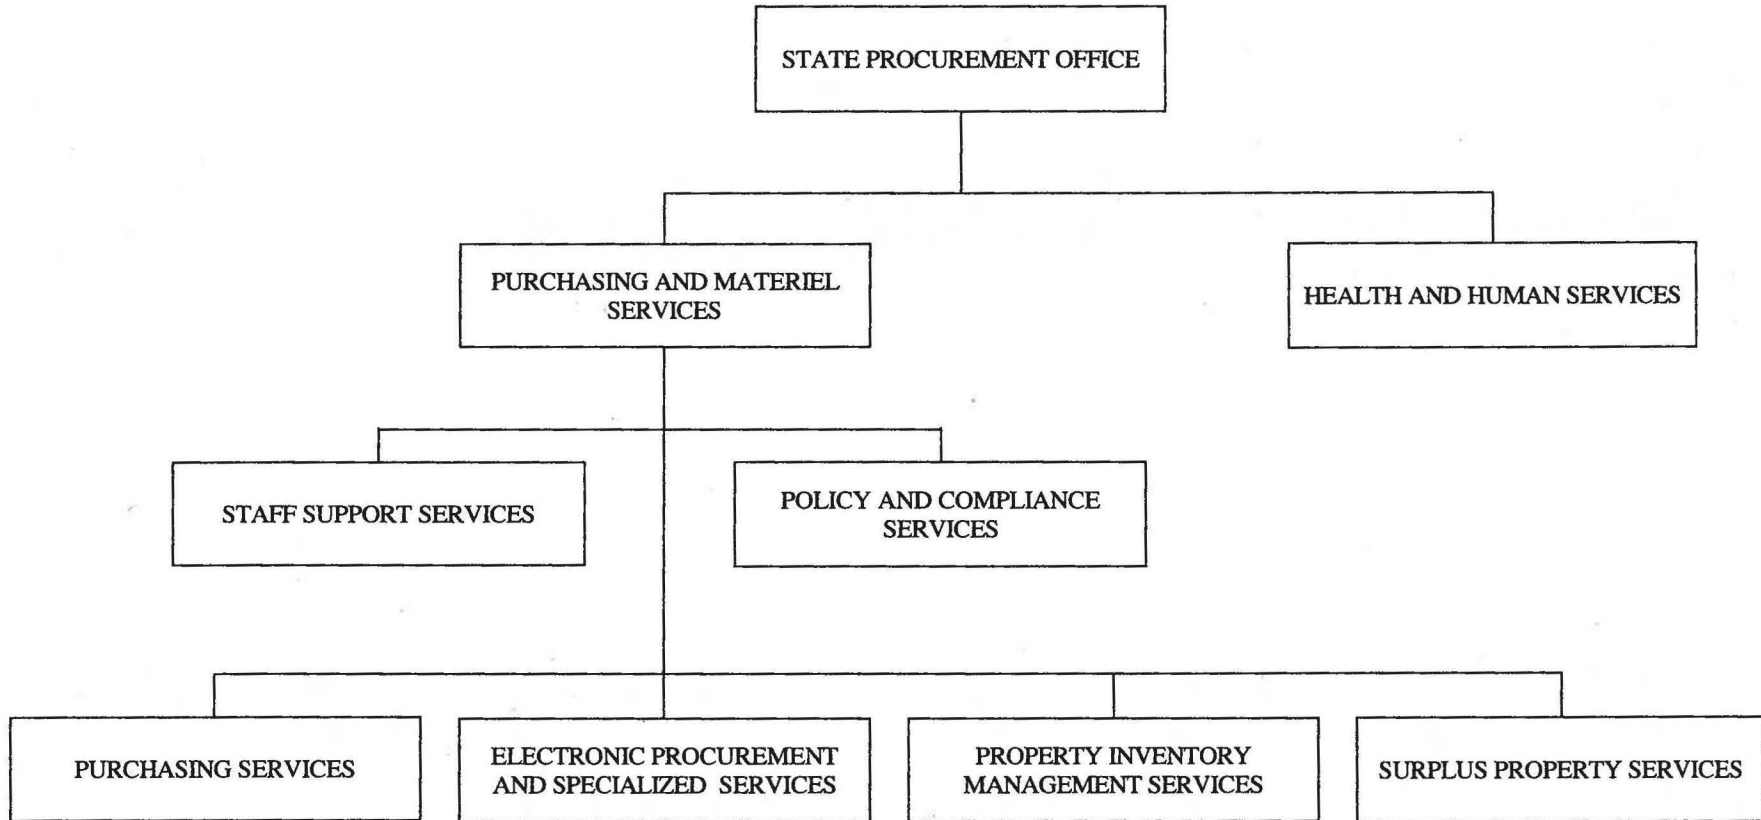 STATE PROCUREMENT OFFICE
PURCHASING AND MATERIEL
SERVICES
HEALTH AND HUMAN SERVICES
STAFF SUPPORT SERVICES
POLICY AND COMPLIANCE
SERVICES
PURCHASING SERVICES
ELECTRONIC PROCUREMENT
AND SPECIALIZED SERVICES
PROPERTY INVENTORY
MANAGEMENT SERVICES
SURPLUS PROPERTY SERVICES